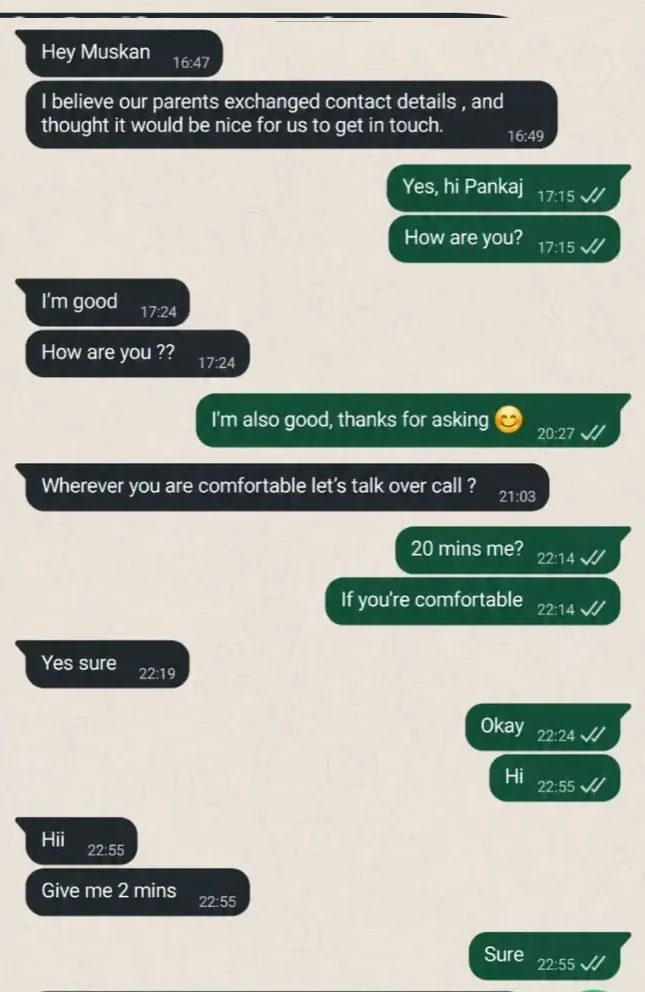 Hey Muskan 16:47
I believe our parents exchanged contact details , and
thought it would be nice for us to get in touch. 16:49
Yes, hi Pankaj 17:15
How are you? 17:15
I'm good 17:24
How are you ?? 17:24
I'm also good, thanks for asking 😊 20:27
Wherever you are comfortable let's talk over call ? 21:03
20 mins me? 22:14
If you're comfortable 22:14
Yes sure 22:19
Okay 22:24
Hi 22:55
Hii 22:55
Give me 2 mins 22:55
Sure 22:55